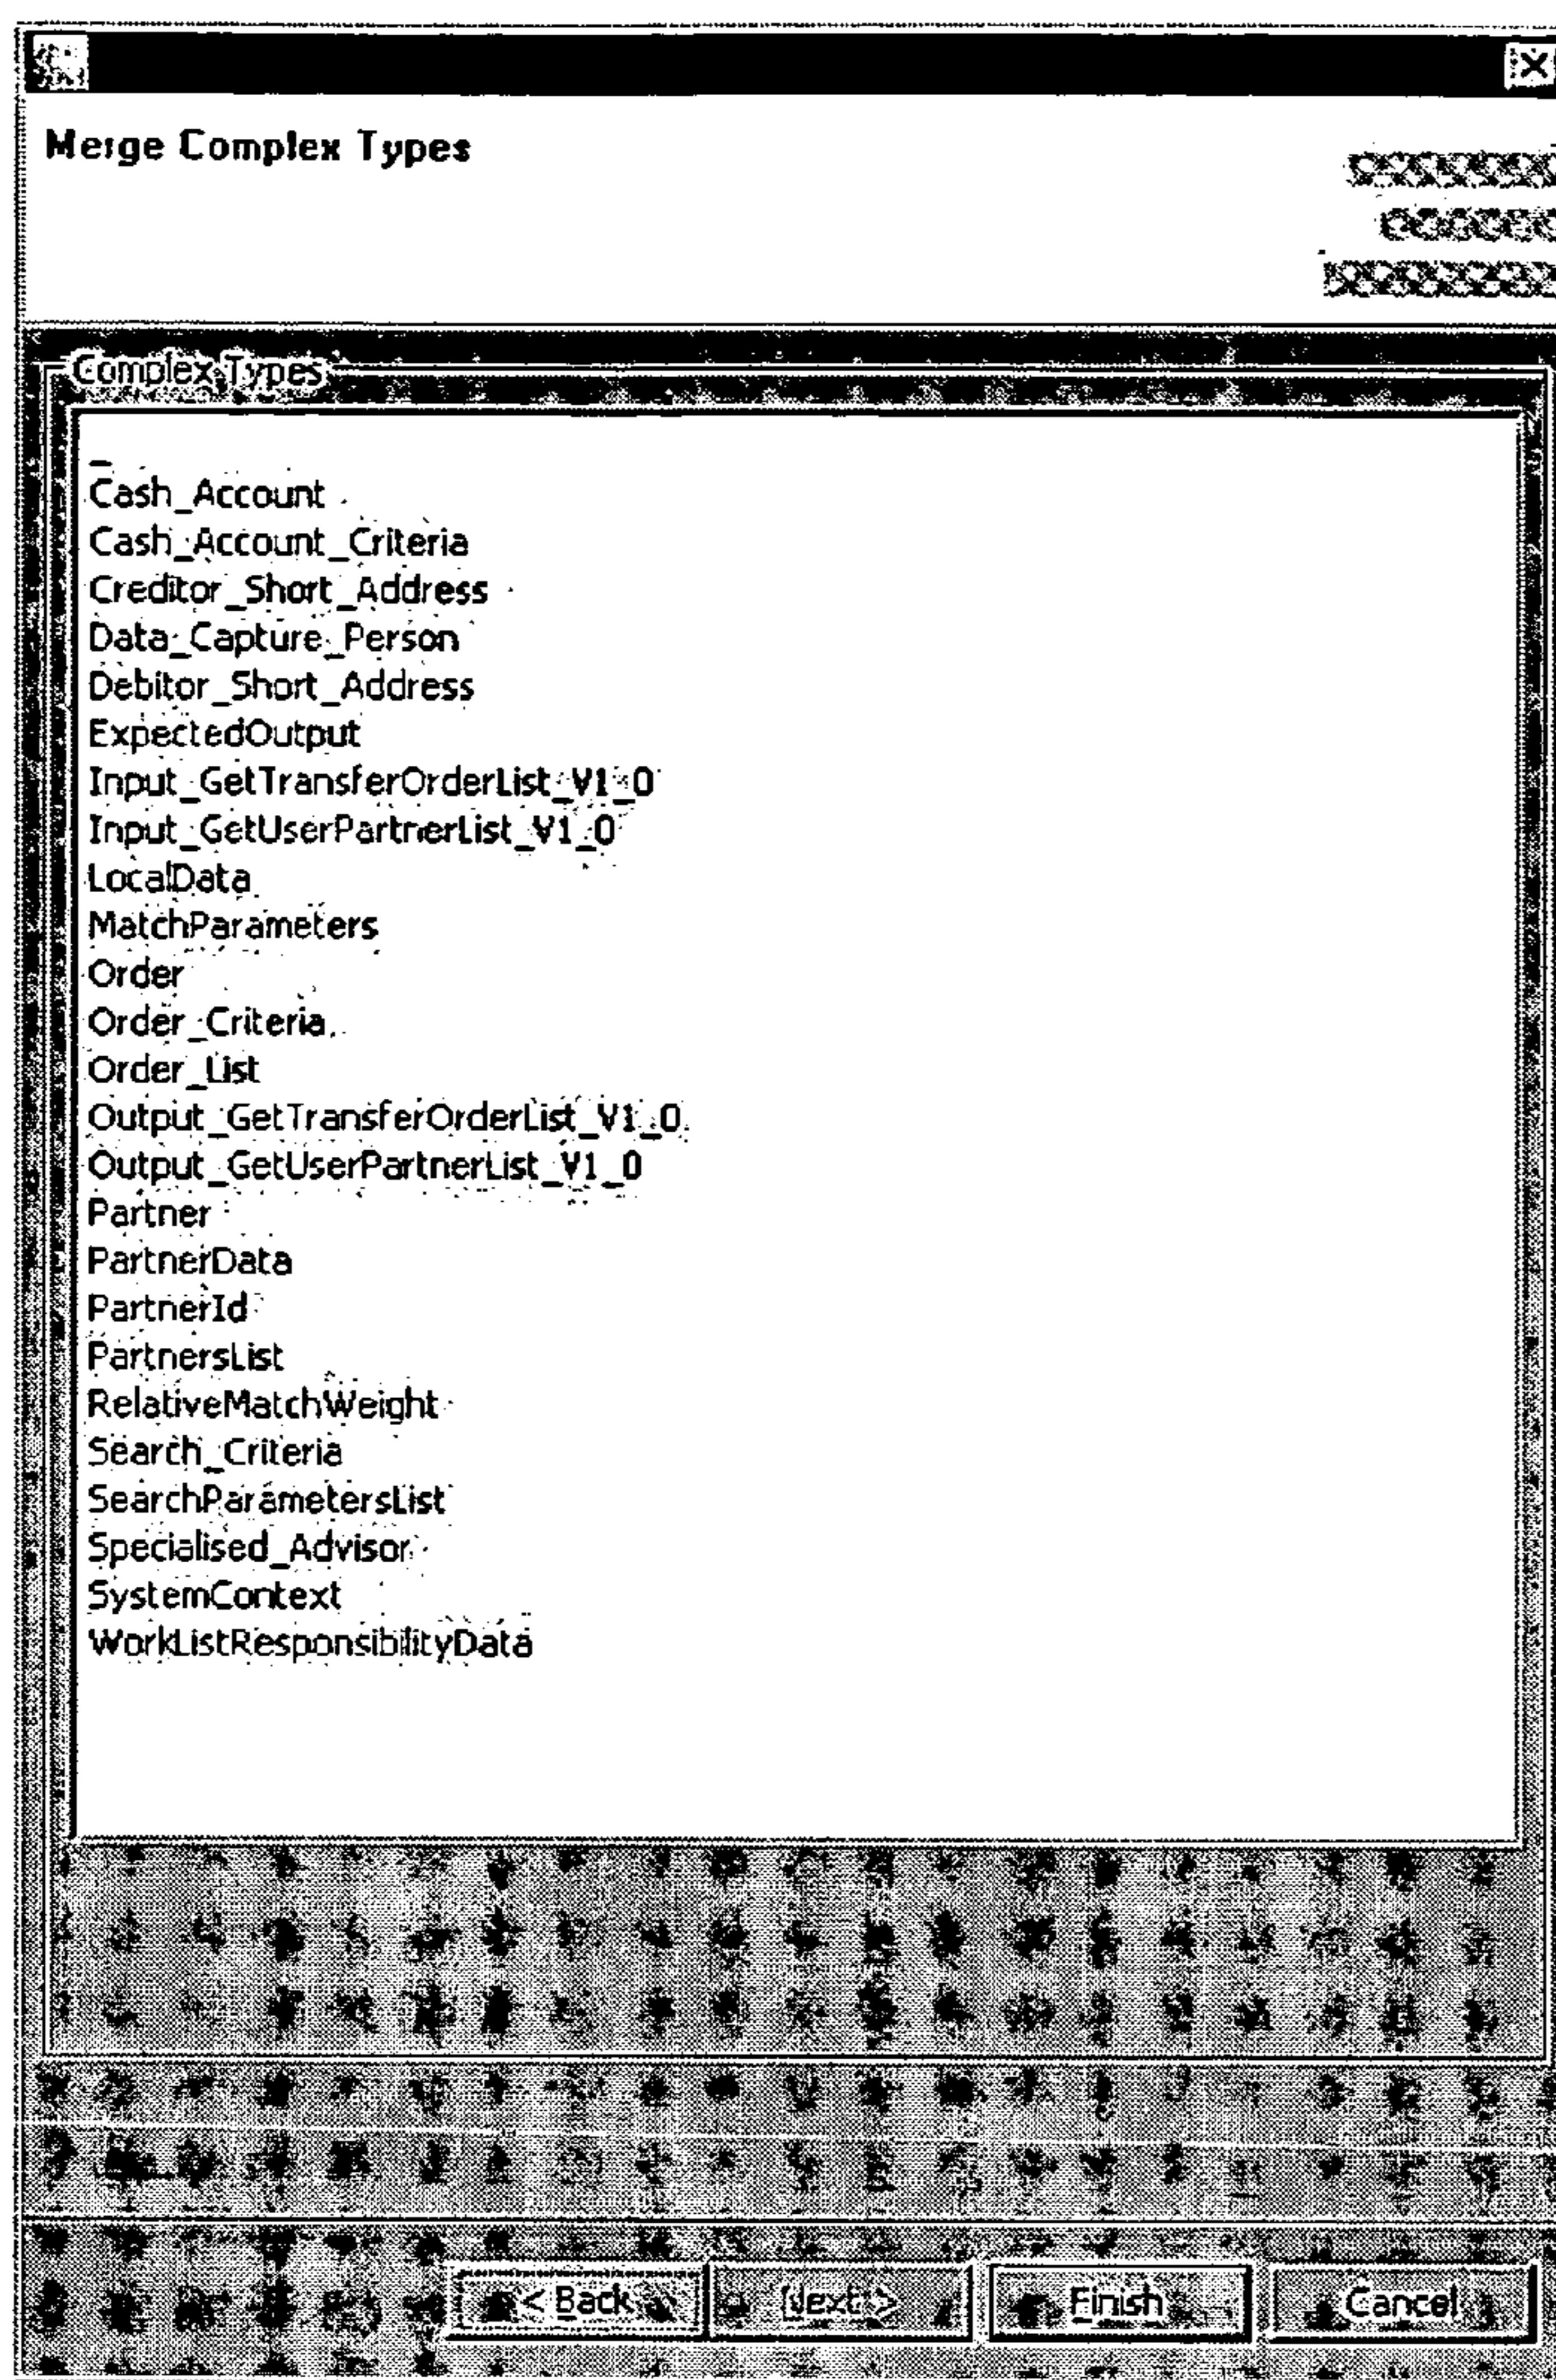 Merge Complex Types
Complex Types
_
Cash_Account
Cash_Account_Criteria
Creditor_Short_Address
Data_Capture_Person
Debitor_Short_Address
ExpectedOutput
Input_GetTransferOrderList_V1_0
Input_GetUserPartnerList_V1_0
LocalData
MatchParameters
Order
Order_Criteria
Order_List
Output_GetTransferOrderList_V1_0
Output_GetUserPartnerList_V1_0
Partner
PartnerData
PartnerId
PartnersList
RelativeMatchWeight
Search_Criteria
SearchParametersList
Specialised_Advisor
SystemContext
WorkListResponsibilityData
< Back Next > Finish Cancel